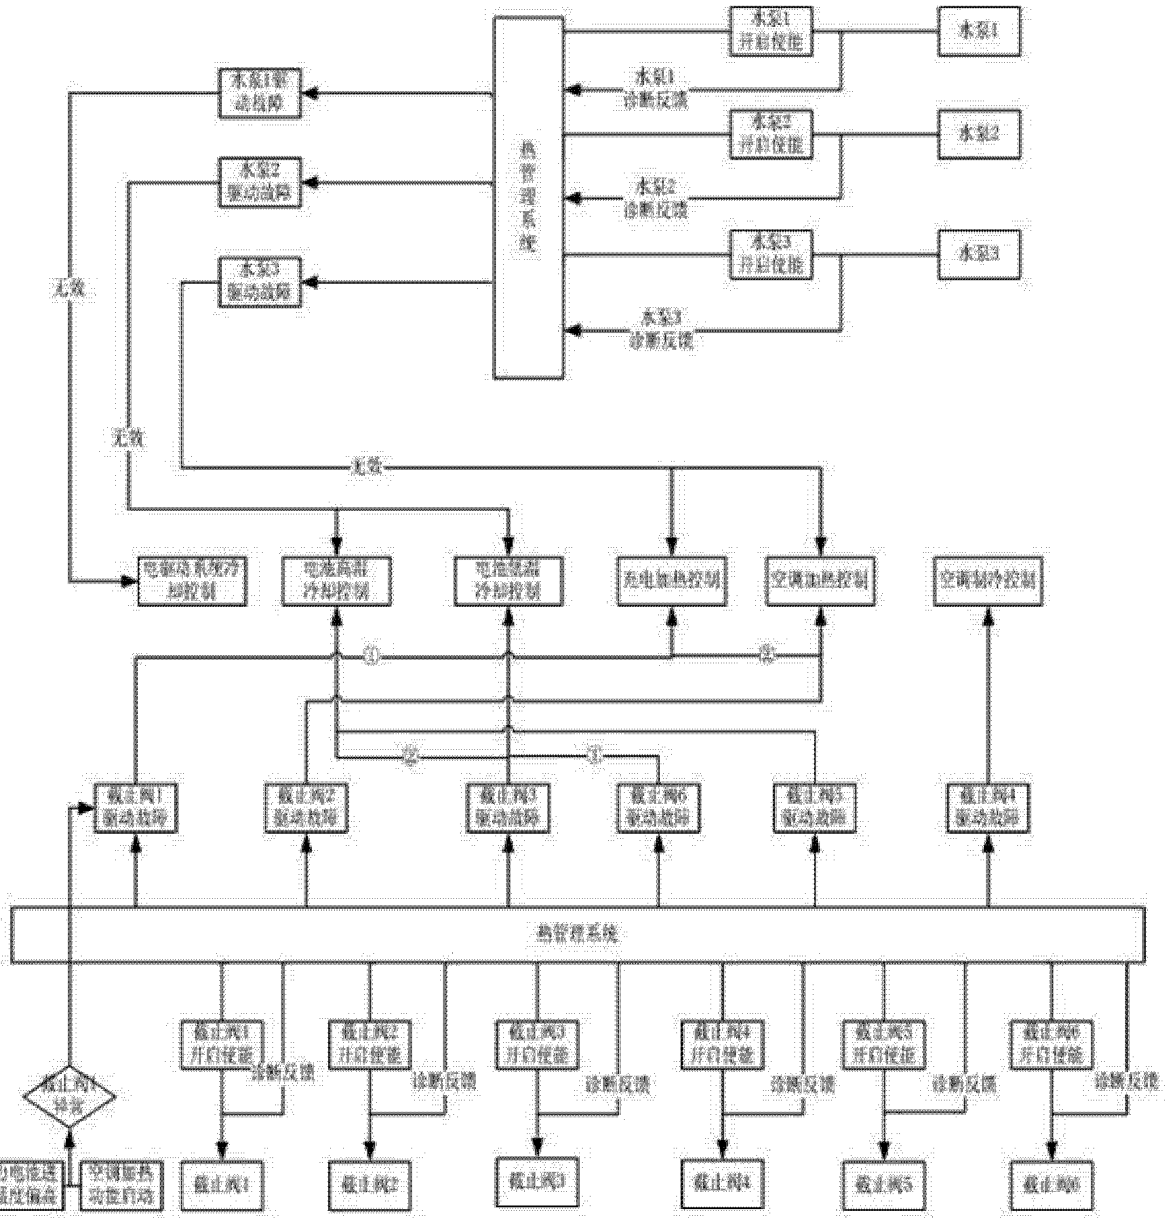 水泵1
开启使能
水泵1
水泵1驱
动故障
水泵1
诊断反馈
水泵2
开启使能
水泵2
热
管
理
系
统
水泵2
驱动故障
水泵2
诊断反馈
水泵3
开启使能
水泵3
水泵3
驱动故障
无效
水泵3
诊断反馈
无效
无效
电驱动系统冷
却控制
电池高温
冷却控制
电池低温
冷却控制
充电加热控制
空调加热控制
空调制冷控制
①
②
②
①
截止阀1
驱动故障
截止阀2
驱动故障
截止阀3
驱动故障
截止阀6
驱动故障
截止阀5
驱动故障
截止阀4
驱动故障
热管理系统
截止阀1
开启使能
诊断反馈
截止阀2
开启使能
诊断反馈
截止阀3
开启使能
诊断反馈
截止阀4
开启使能
诊断反馈
截止阀5
开启使能
诊断反馈
截止阀6
开启使能
诊断反馈
截止阀1
异常
温度偏高
空调加热
功能启动
截止阀1
截止阀2
截止阀3
截止阀4
截止阀5
截止阀6